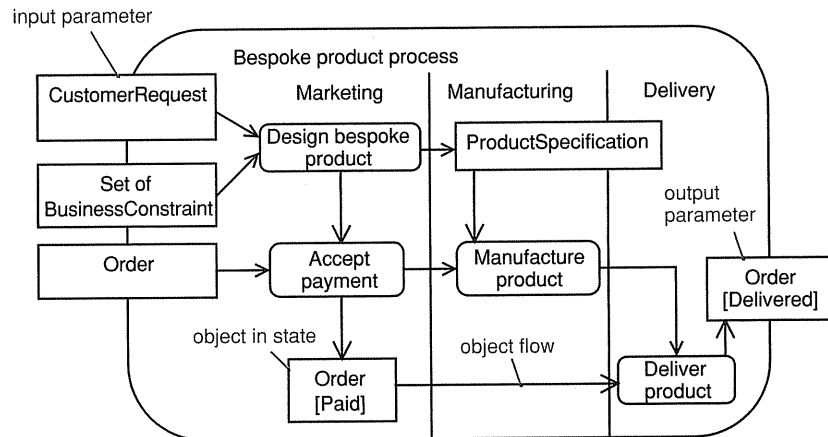 input parameter
Bespoke product process
CustomerRequest
Marketing
Manufacturing
Delivery
Design bespoke
product
ProductSpecification
Set of
BusinessConstraint
output
parameter
Order
Accept
payment
Manufacture
product
Order
[Delivered]
object in state
object flow
Order
[Paid]
Deliver
product